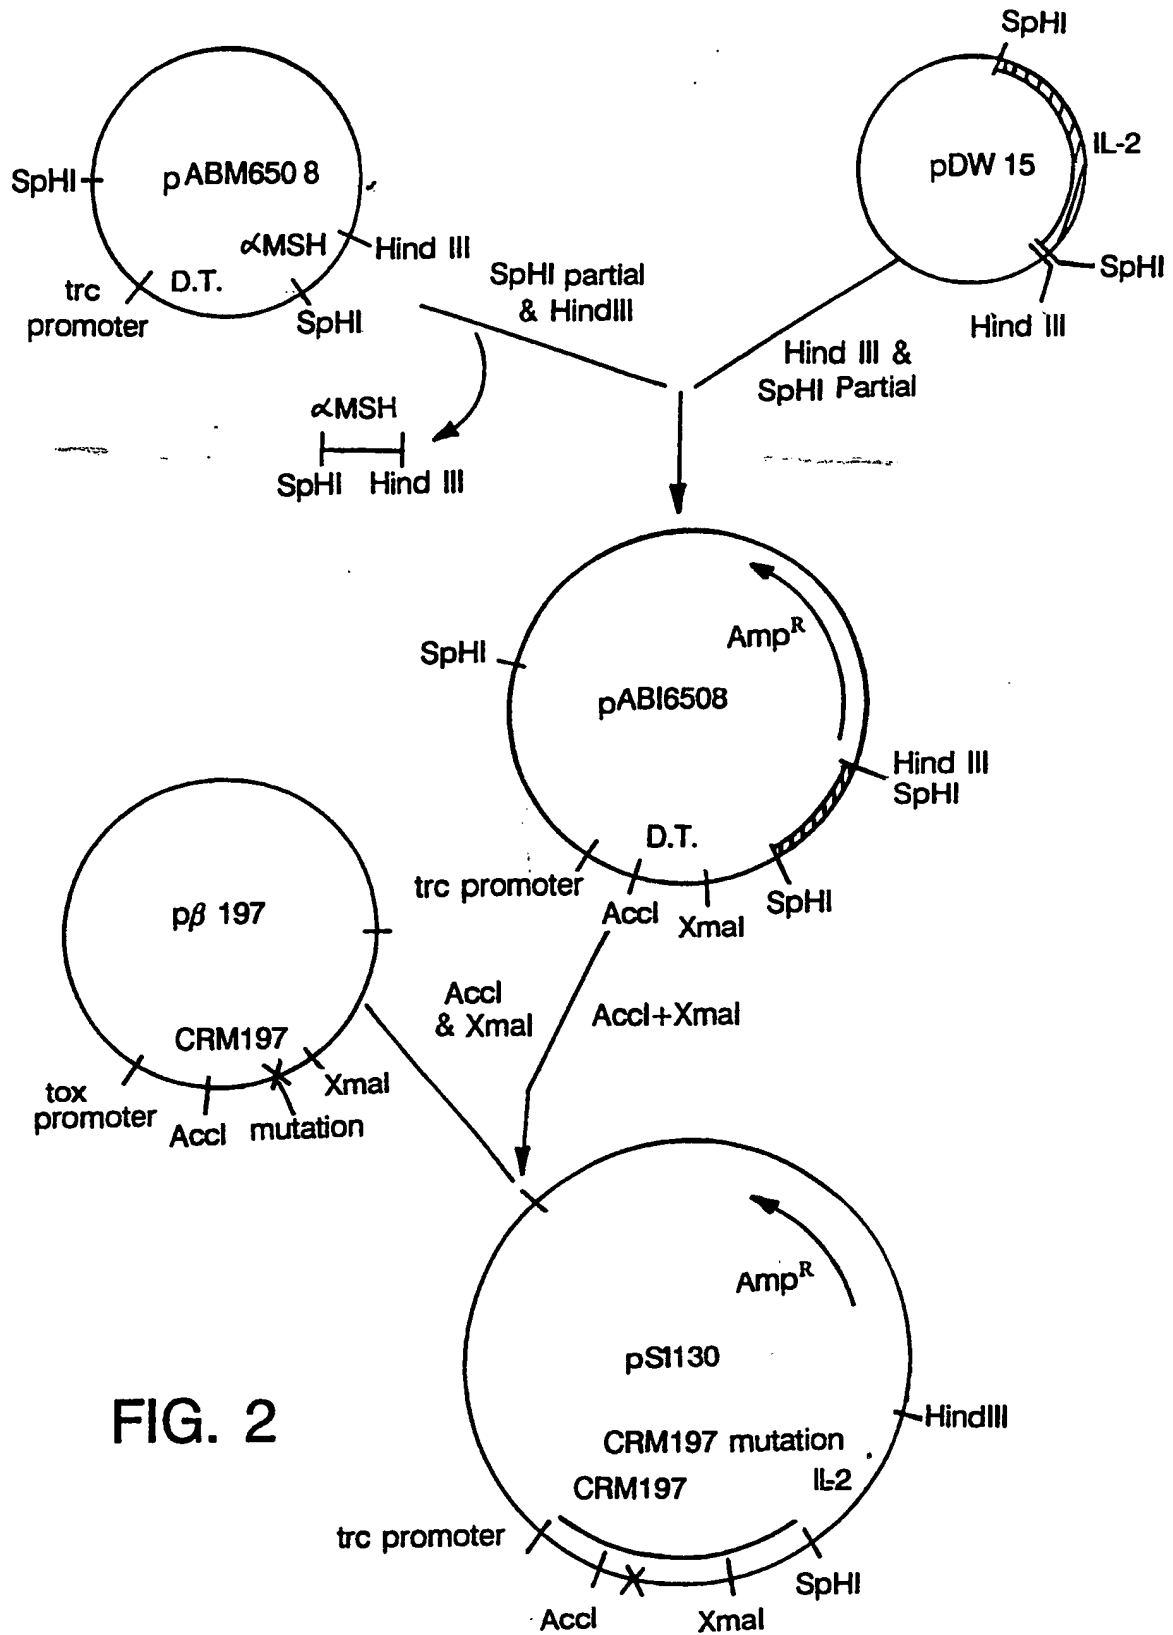 SpHI
pABM650 8
SpHI
αMSH
Hind III
D.T.
trc
promoter
SpHI
pDW 15
IL-2
SpHI
Hind III
SpHI partial
& HindIII
Hind III &
SpHI Partial
αMSH
SpHI Hind III
AmpR
SpHI
pABI6508
Hind III
SpHI
D.T.
trc promoter
AccI
XmaI
SpHI
pβ 197
AccI
& XmaI
AccI+XmaI
CRM197
XmaI
tox
promoter
AccI
mutation
AmpR
pSI130
HindIII
FIG. 2
CRM197 mutation
IL-2
CRM197
trc promoter
SpHI
AccI
XmaI